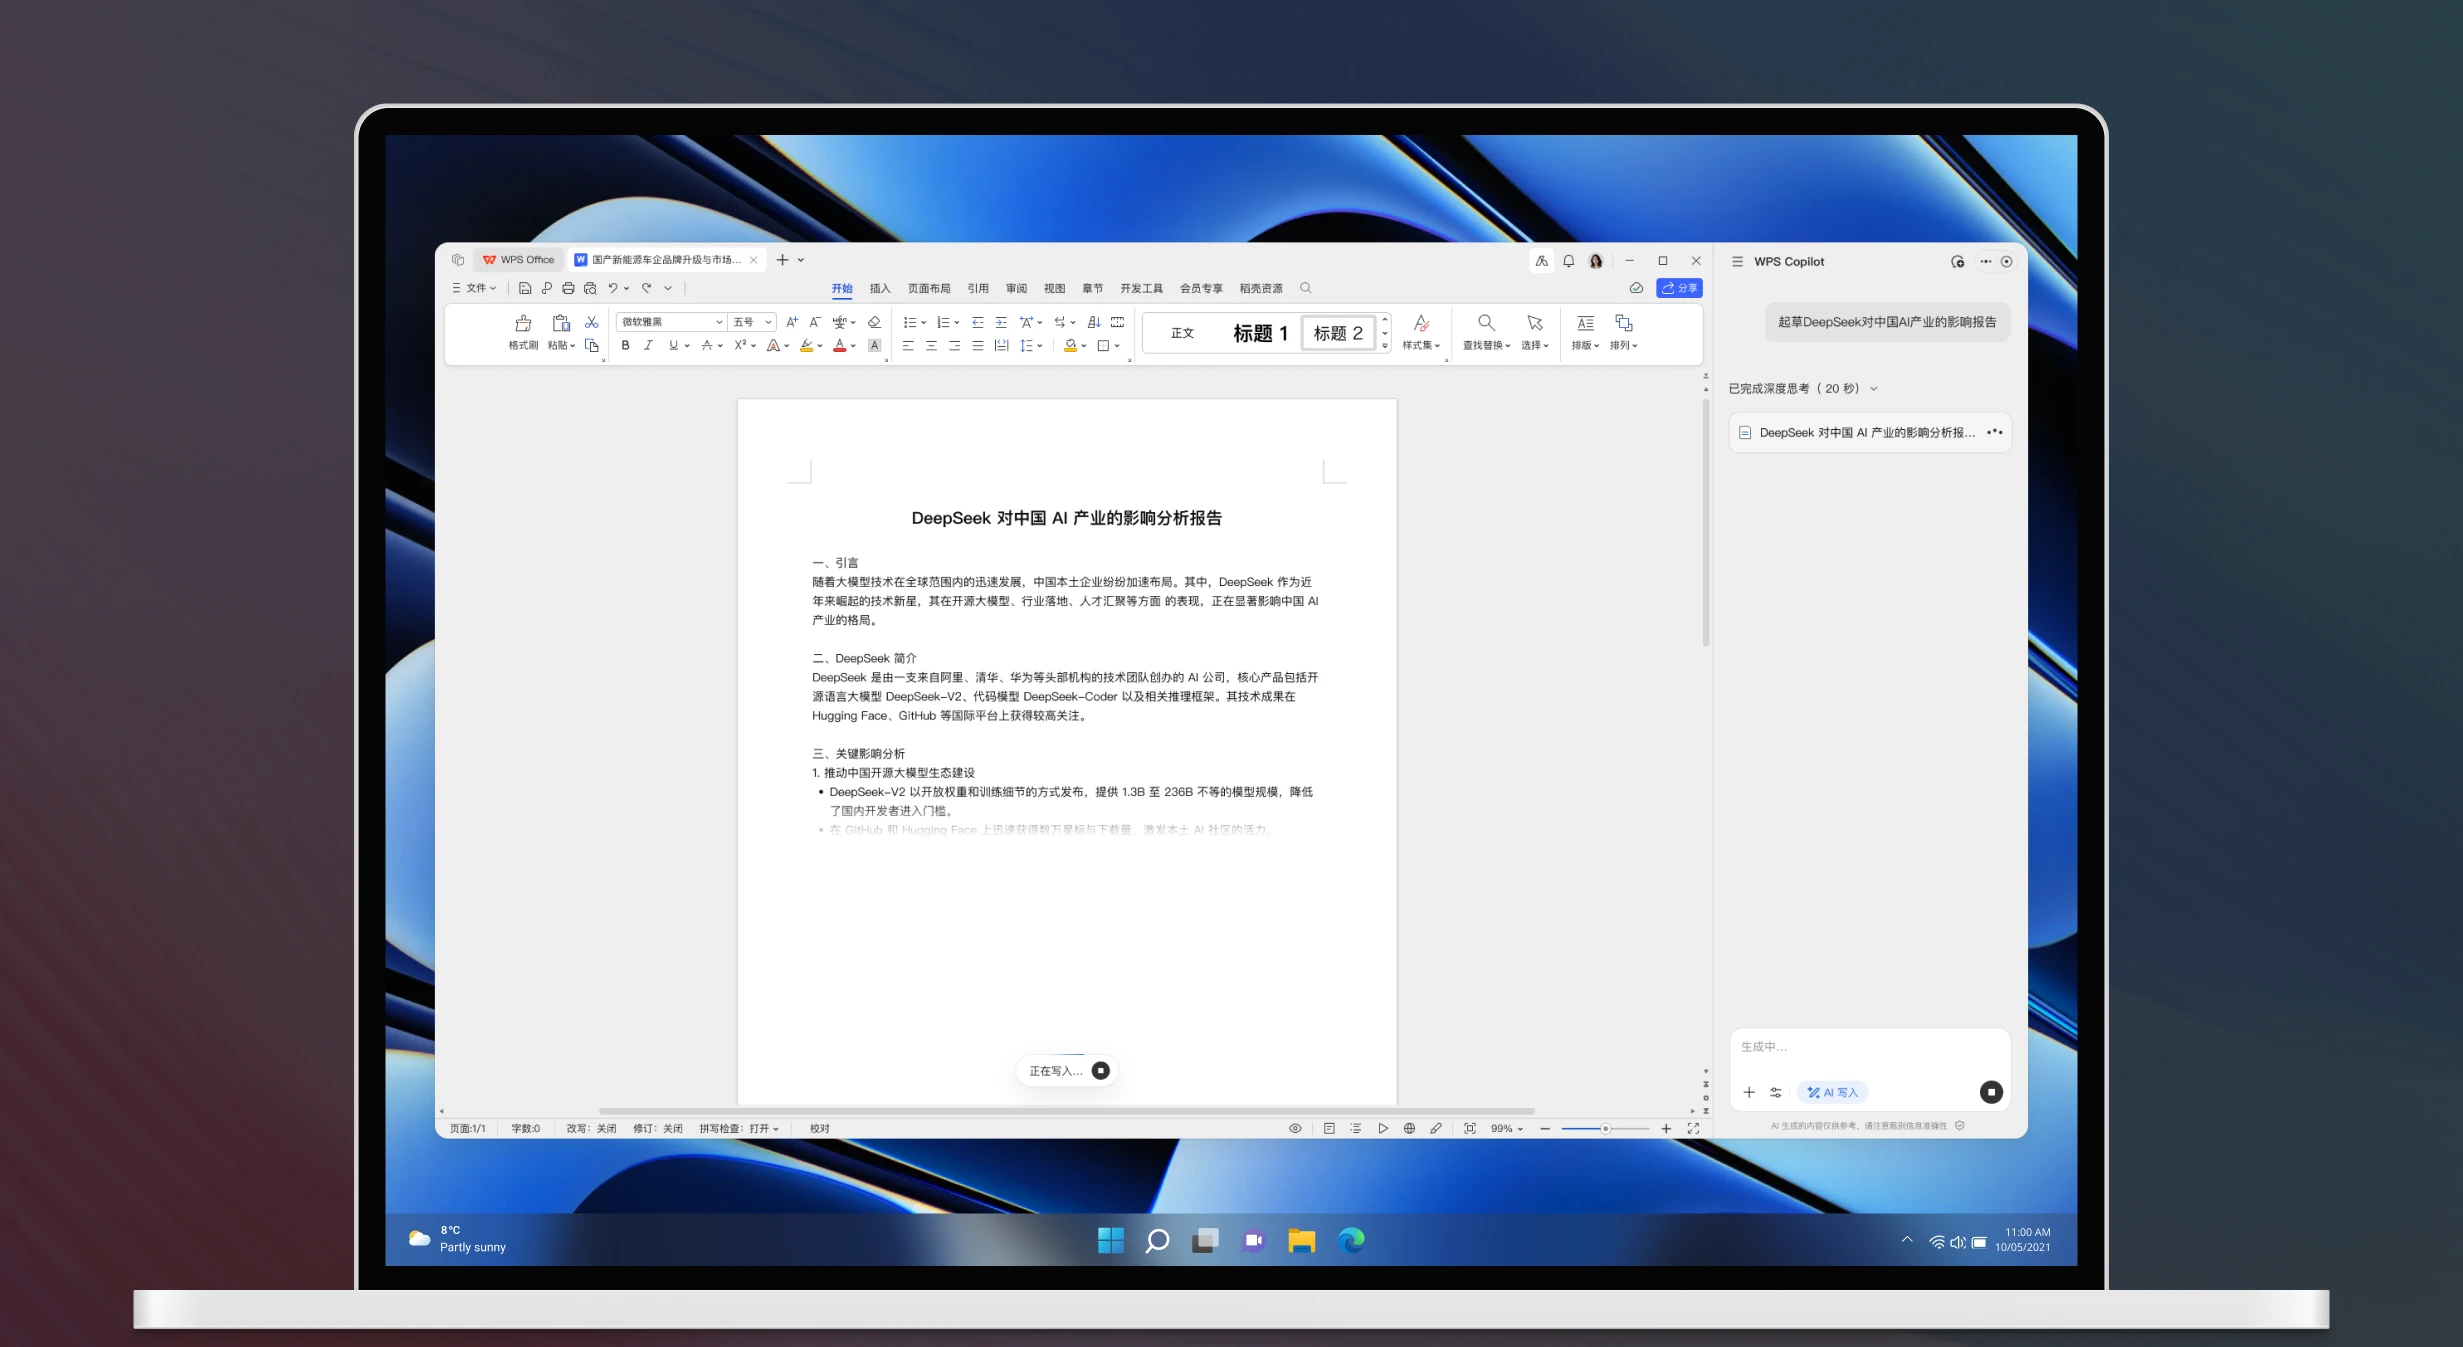 WPS Office
国产新能源车企品牌升级与市场...
WPS Copilot
文件
开始 插入 页面布局 引用 审阅 视图 章节 开发工具 会员专享 稻壳资源
分享
格式刷 粘贴
微软雅黑 五号
正文 标题 1 标题 2
样式集 查找替换 选择 排版 排列
起草DeepSeek对中国AI产业的影响报告
已完成深度思考（ 20 秒）
DeepSeek 对中国 AI 产业的影响分析报...
DeepSeek 对中国 AI 产业的影响分析报告
一、引言
随着大模型技术在全球范围内的迅速发展，中国本土企业纷纷加速布局。其中，DeepSeek 作为近
年来崛起的技术新星，其在开源大模型、行业落地、人才汇聚等方面 的表现，正在显著影响中国 AI
产业的格局。
二、DeepSeek 简介
DeepSeek 是由一支来自阿里、清华、华为等头部机构的技术团队创办的 AI 公司，核心产品包括开
源语言大模型 DeepSeek-V2、代码模型 DeepSeek-Coder 以及相关推理框架。其技术成果在
Hugging Face、GitHub 等国际平台上获得较高关注。
三、关键影响分析
1. 推动中国开源大模型生态建设
• DeepSeek-V2 以开放权重和训练细节的方式发布，提供 1.3B 至 236B 不等的模型规模，降低
了国内开发者进入门槛。
• 在 GitHub 和 Hugging Face 上迅速获得数万星标与下载量，激发本土 AI 社区的活力。
正在写入...
生成中...
AI 写入
AI 生成的内容仅供参考，请注意甄别信息准确性
页面:1/1 字数:0 改写：关闭 修订：关闭 拼写检查：打开 校对
99%
8°C
Partly sunny
11:00 AM
10/05/2021